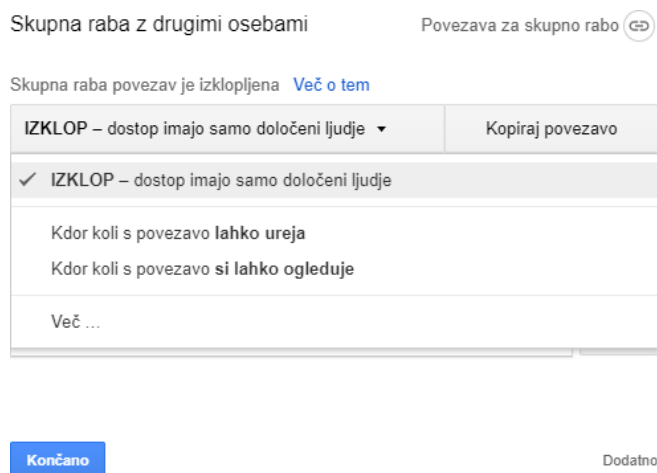 Skupna raba z drugimi osebami
Povezava za skupno rabo
Skupna raba povezav je izklopljena Več o tem
IZKLOP – dostop imajo samo določeni ljudje
Kopiraj povezavo
IZKLOP – dostop imajo samo določeni ljudje
Kdor koli s povezavo lahko ureja
Kdor koli s povezavo si lahko ogleduje
Več ...
Končano
Dodatno